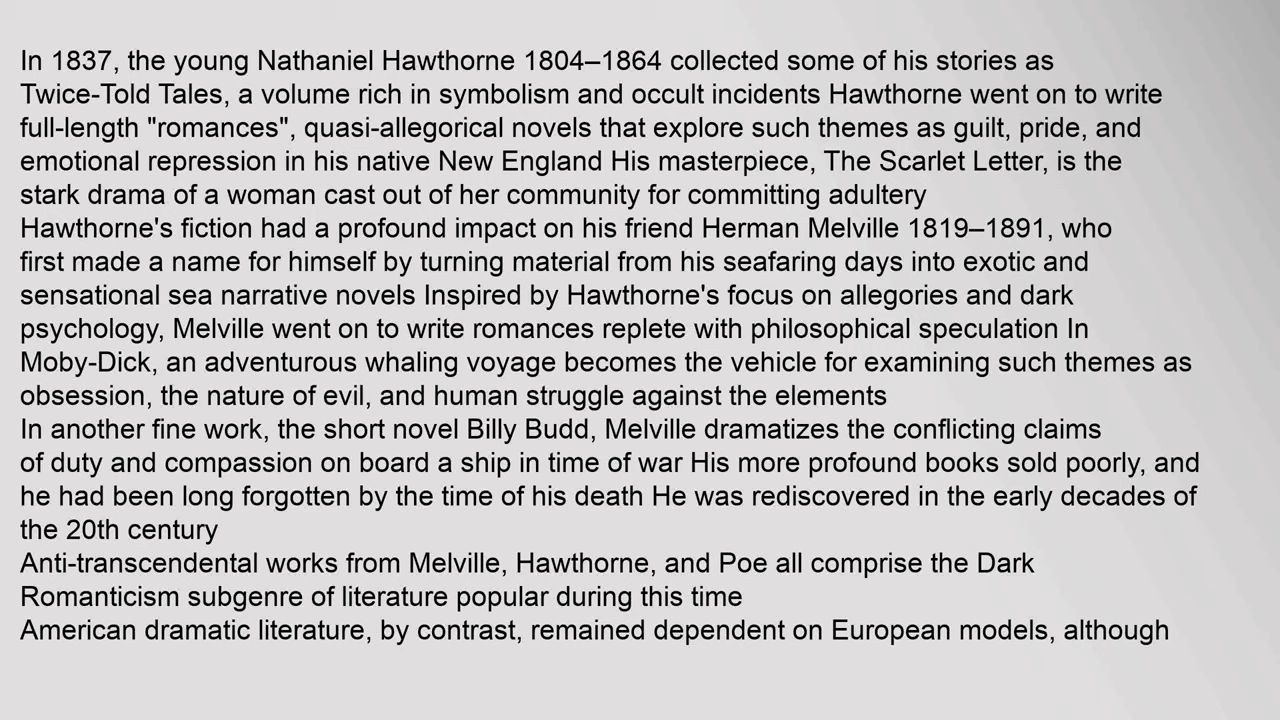 In 1837, the young Nathaniel Hawthorne 1804–1864 collected some of his stories as
Twice-Told Tales, a volume rich in symbolism and occult incidents Hawthorne went on to write
full-length "romances", quasi-allegorical novels that explore such themes as guilt, pride, and
emotional repression in his native New England His masterpiece, The Scarlet Letter, is the
stark drama of a woman cast out of her community for committing adultery
Hawthorne's fiction had a profound impact on his friend Herman Melville 1819–1891, who
first made a name for himself by turning material from his seafaring days into exotic and
sensational sea narrative novels Inspired by Hawthorne's focus on allegories and dark
psychology, Melville went on to write romances replete with philosophical speculation In
Moby-Dick, an adventurous whaling voyage becomes the vehicle for examining such themes as
obsession, the nature of evil, and human struggle against the elements
In another fine work, the short novel Billy Budd, Melville dramatizes the conflicting claims
of duty and compassion on board a ship in time of war His more profound books sold poorly, and
he had been long forgotten by the time of his death He was rediscovered in the early decades of
the 20th century
Anti-transcendental works from Melville, Hawthorne, and Poe all comprise the Dark
Romanticism subgenre of literature popular during this time
American dramatic literature, by contrast, remained dependent on European models, although